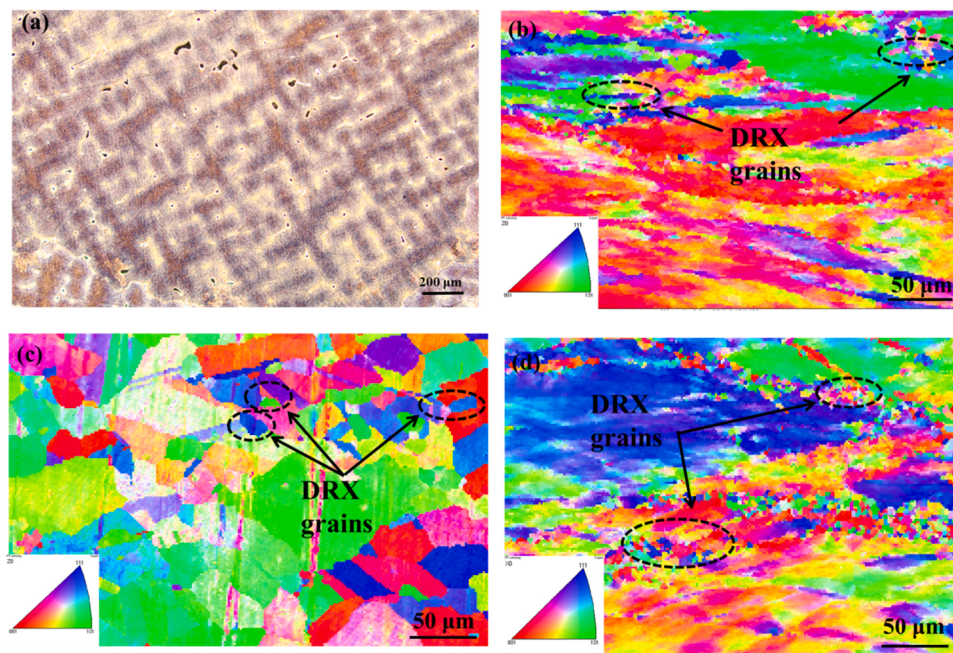 (a)
200 μm
(b)
DRX
grains
111
001
101
50 μm
(c)
DRX
grains
111
001
101
50 μm
(d)
DRX
grains
111
001
101
50 μm